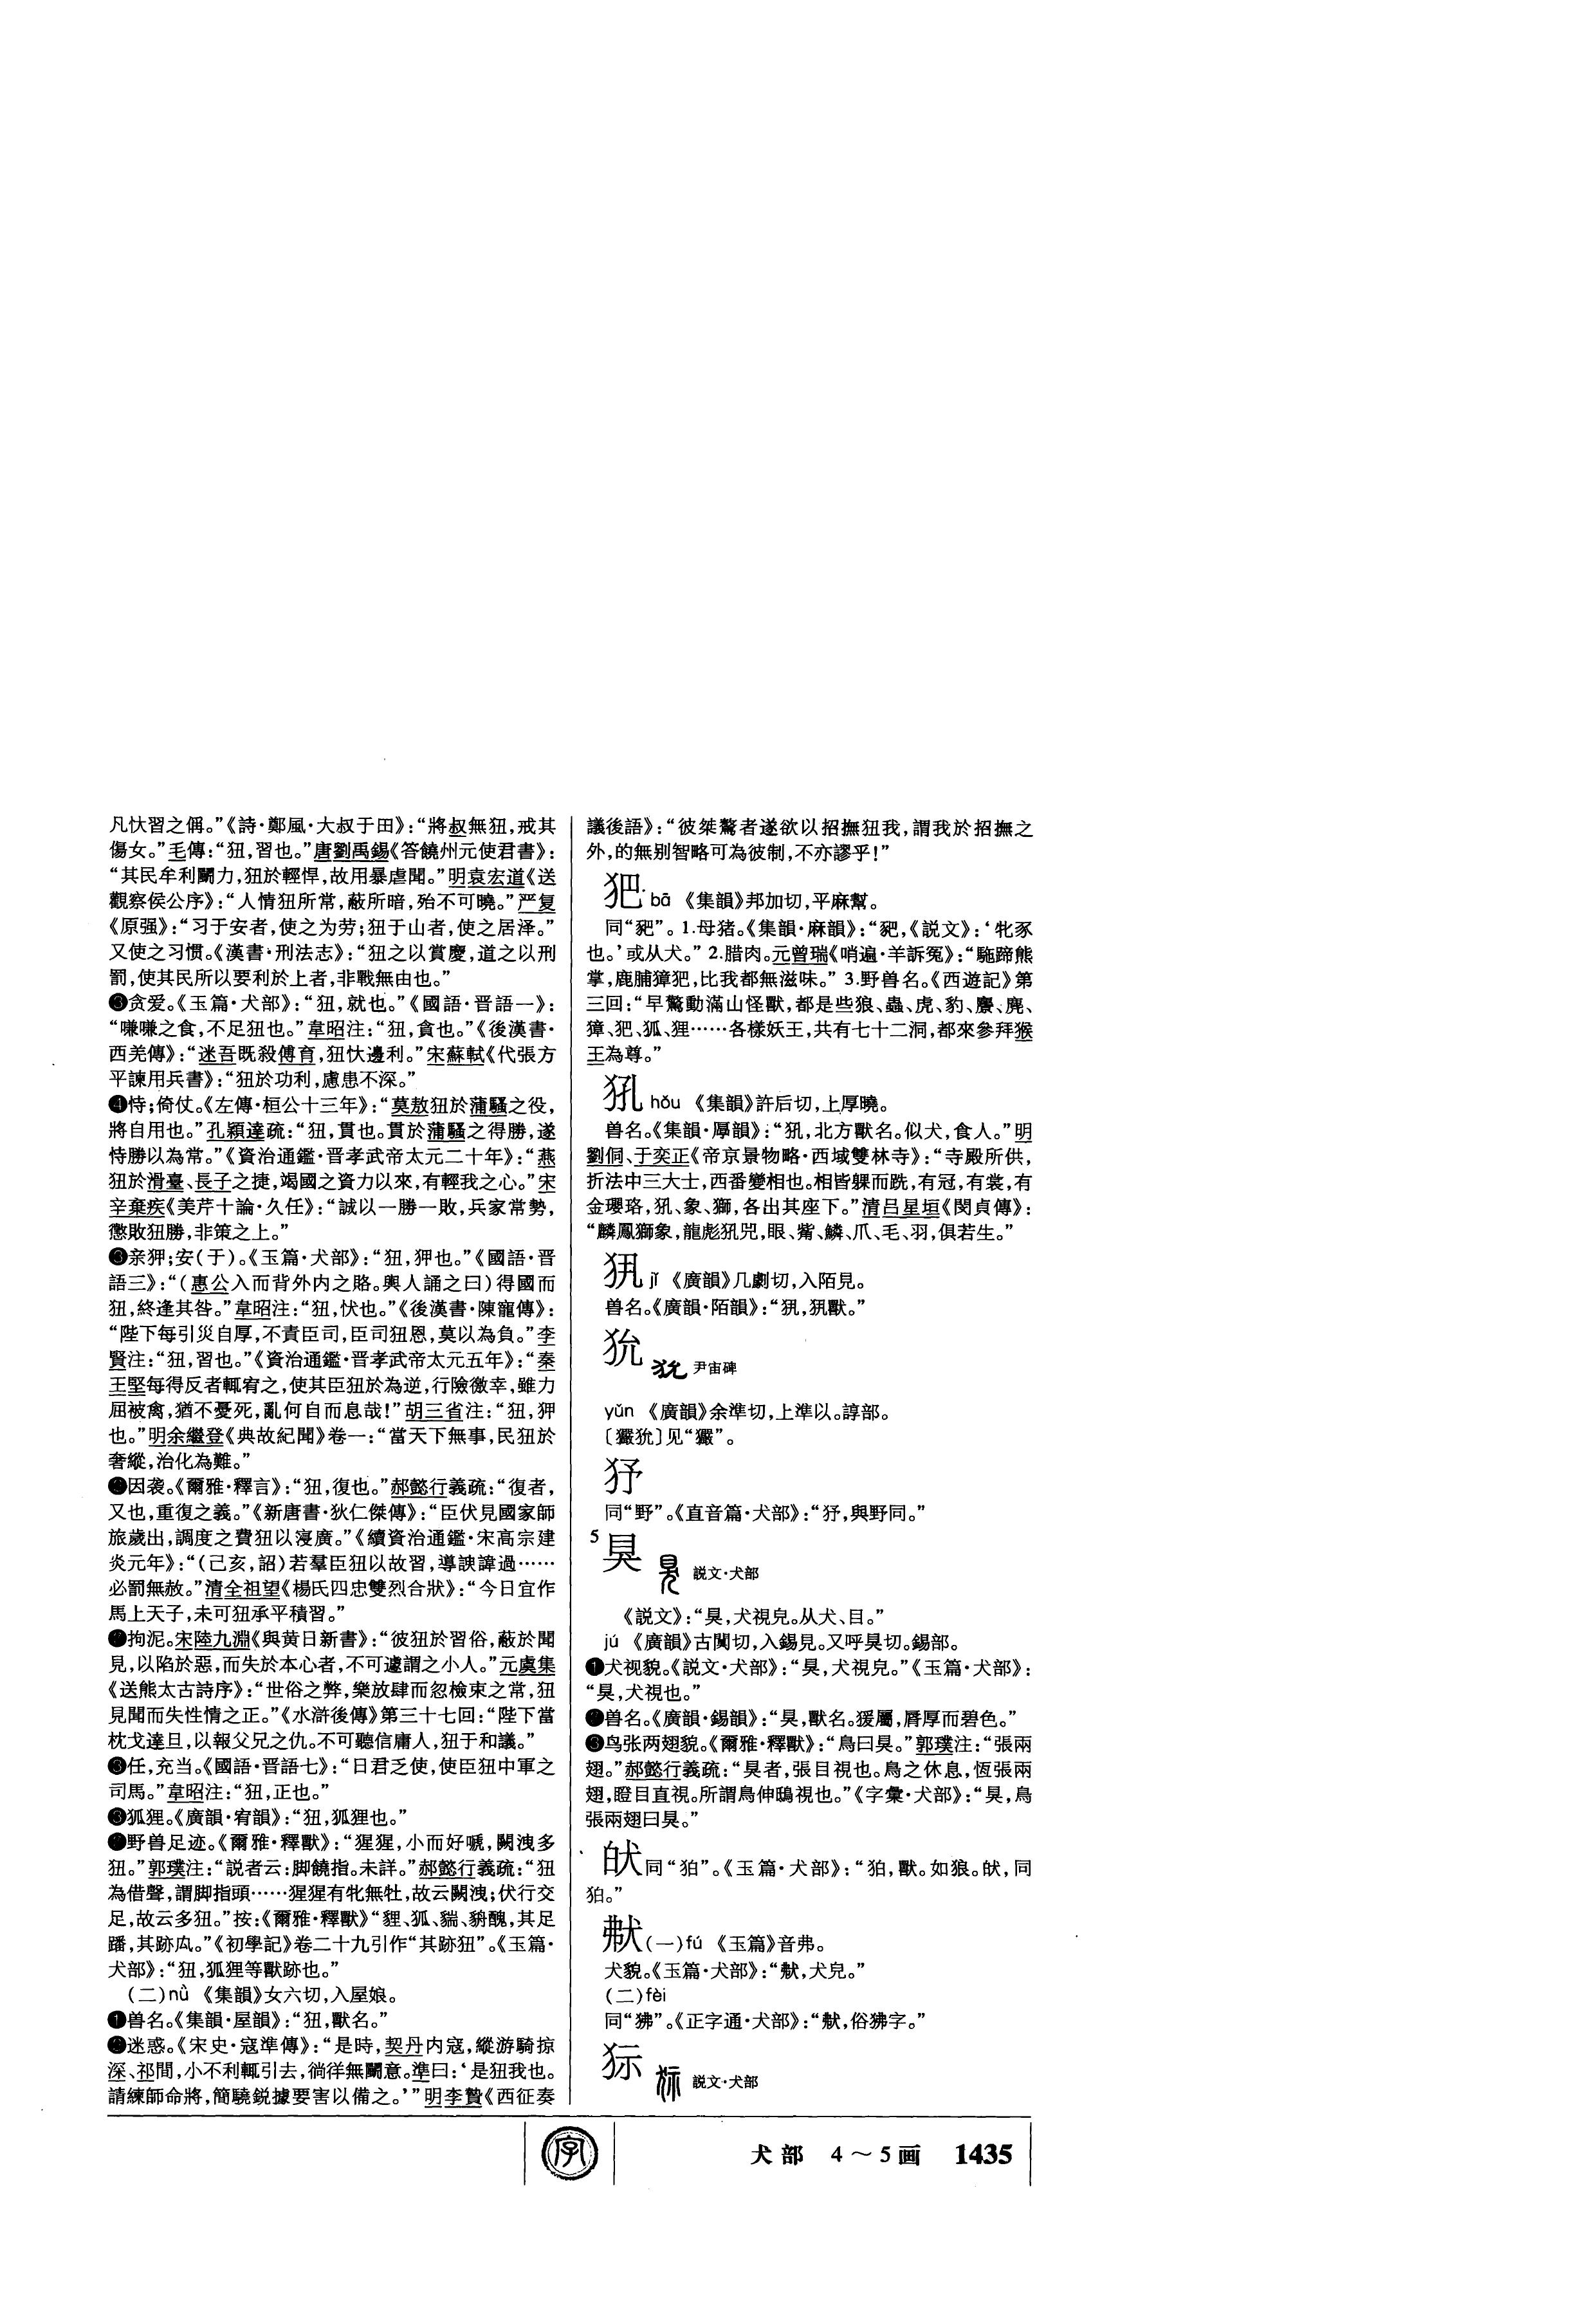 凡忕習之偁。”《詩·鄭風·大叔于田》：“將叔無狃，戒其
傷女。”毛傳：“狃，習也。”唐劉禹錫《答饒州元使君書》：
“其民牟利鬭力，狃於輕悍，故用暴虐聞。”明袁宏道《送
觀察侯公序》：“人情狃所常，蔽所暗，殆不可曉。”严复
《原强》：“习于安者，使之为劳；狃于山者，使之居泽。”
又使之习惯。《漢書·刑法志》：“狃之以賞慶，道之以刑
罰，使其民所以要利於上者，非戰無由也。”
❸贪爱。《玉篇·犬部》：“狃，就也。”《國語·晋語一》：
“嗛嗛之食，不足狃也。”韋昭注：“狃，貪也。”《後漢書·
西羌傳》：“迷吾既殺傅育，狃忕邊利。”宋蘇軾《代張方
平諫用兵書》：“狃於功利，慮患不深。”
❹恃；倚仗。《左傳·桓公十三年》：“莫敖狃於蒲騷之役，
將自用也。”孔穎達疏：“狃，貫也。貫於蒲騷之得勝，遂
恃勝以為常。”《資治通鑑·晋孝武帝太元二十年》：“燕
狃於滑臺、長子之捷，竭國之資力以來，有輕我之心。”宋
辛棄疾《美芹十論·久任》：“誠以一勝一敗，兵家常勢，
懲敗狃勝，非策之上。”
亲狎；安（于）。《玉篇·犬部》：“狃，狎也。”《國語·晋
語三》：“（惠公入而背外内之賂。輿人誦之曰）得國而
狃，終逢其咎。”韋昭注：“狃，忕也。”《後漢書·陳寵傳》：
“陛下每引災自厚，不責臣司，臣司狃恩，莫以為負。”李
賢注：“狃，習也。”《資治通鑑·晋孝武帝太元五年》：“秦
王堅每得反者輒宥之，使其臣狃於為逆，行險徼幸，雖力
屈被禽，猶不憂死，亂何自而息哉！”胡三省注：“狃，狎
也。”明余繼登《典故紀聞》卷一：“當天下無事，民狃於
奢縱，治化為難。”
因袭。《爾雅·釋言》：“狃，復也。”郝懿行義疏：“復者，
又也，重復之義。”《新唐書·狄仁傑傳》：“臣伏見國家師
旅歲出，調度之費狃以寖廣。”《續資治通鑑·宋高宗建
炎元年》：“（己亥，詔）若羣臣狃以故習，導諛諱過……
必罰無赦。”清全祖望《楊氏四忠雙烈合狀》：“今日宜作
馬上天子，未可狃承平積習。”
拘泥。宋陸九淵《與黄日新書》：“彼狃於習俗，蔽於聞
見，以陷於惡，而失於本心者，不可遽謂之小人。”元虞集
《送熊太古詩序》：“世俗之弊，樂放肆而忽檢束之常，狃
見聞而失性情之正。”《水滸後傳》第三十七回：“陛下當
枕戈達旦，以報父兄之仇。不可聽信庸人，狃于和議。”
任，充当。《國語·晋語七》：“日君乏使，使臣狃中軍之
司馬。”韋昭注：“狃，正也。”
狐狸。《廣韻·宥韻》：“狃，狐狸也。”
野兽足迹。《爾雅·釋獸》：“猩猩，小而好嗁，闕洩多
狃。”郭璞注：“説者云：脚饒指。未詳。”郝懿行義疏：“狃
為借聲，謂脚指頭……猩猩有牝無牡，故云闕洩；伏行交
足，故云多狃。”按：《爾雅·釋獸》“貍、狐、貒、貈醜，其足
蹯，其跡厹。”《初學記》卷二十九引作“其跡狃”。《玉篇·
犬部》：“狃，狐狸等獸跡也。”
（二）nǜ 《集韻》女六切，入屋娘。
❶兽名。《集韻·屋韻》：“狃，獸名。”
❷迷惑。《宋史·寇準傳》：“是時，契丹内寇，縱游騎掠
深、祁間，小不利輒引去，徜徉無鬭意。準曰：‘是狃我也。
請練師命將，簡驍鋭據要害以備之。’”明李贄《西征奏
議後語》：“彼桀驁者遂欲以招撫狃我，謂我於招撫之
外，的無别智略可為彼制，不亦謬乎！”
犯 bā 《集韻》邦加切，平麻幫。
同“豝”。1.母猪。《集韻·麻韻》：“豝，《説文》：‘牝豕
也。’或从犬。”2.腊肉。元曾瑞《哨遍·羊訴冤》：“駞蹄熊
掌，鹿脯獐犯，比我都無滋味。”3.野兽名。《西遊記》第
三回：“早驚動滿山怪獸，都是些狼、蟲、虎、豹、麖、麂、
獐、犯、狐、狸……各樣妖王，共有七十二洞，都來參拜猴
王為尊。”
犼 hǒu 《集韻》許后切，上厚曉。
兽名。《集韻·厚韻》：“犼，北方獸名。似犬，食人。”明
劉侗、于奕正《帝京景物略·西域雙林寺》：“寺殿所供，
折法中三大士，西番變相也。相皆躶而跣，有冠，有裳，有
金瓔珞，犼、象、獅，各出其座下。”清吕星垣《閔貞傳》：
“麟鳳獅象，龍彪犼兕，眼、觜、鱗、爪、毛、羽，俱若生。”
jǐ 《廣韻》几劇切，入陌見。
兽名。《廣韻·陌韻》：
狁 尹宙碑
yǔn 《廣韻》余準切，上準以。諄部。
〔玁狁〕见“玁”。
犽
同“野”。《直音篇·犬部》：“，與野同。”
5
狊 説文·犬部
《説文》：“狊，犬視皃。从犬、目。”
jú 《廣韻》古闃切，入錫見。又呼狊切。錫部。
❶犬视貌。《説文·犬部》：“狊，犬視皃。”《玉篇·犬部》：
“狊，犬視也。”
❷兽名。《廣韻·錫韻》：“狊，獸名。猨屬，脣厚而碧色。”
❸鸟张两翅貌。《爾雅·釋獸》：“鳥曰狊。”郭璞注：“張兩
翅。”郝懿行義疏：“狊者，張目視也。鳥之休息，恆張兩
翅，瞪目直視。所謂鳥伸鴟視也。”《字彙·犬部》：“狊，鳥
張兩翅曰狊。”
㹮同“狛”。《玉篇·犬部》：“狛，獸。如狼。㹮，同
狛。”
（一）fú 《玉篇》音弗。
犬貌。《玉篇·犬部》：“，犬皃。”
（二）fèi
同“狒”。《正字通·犬部》：“，俗狒字。”
狋 説文·犬部
字
犬部 4～5画 1435